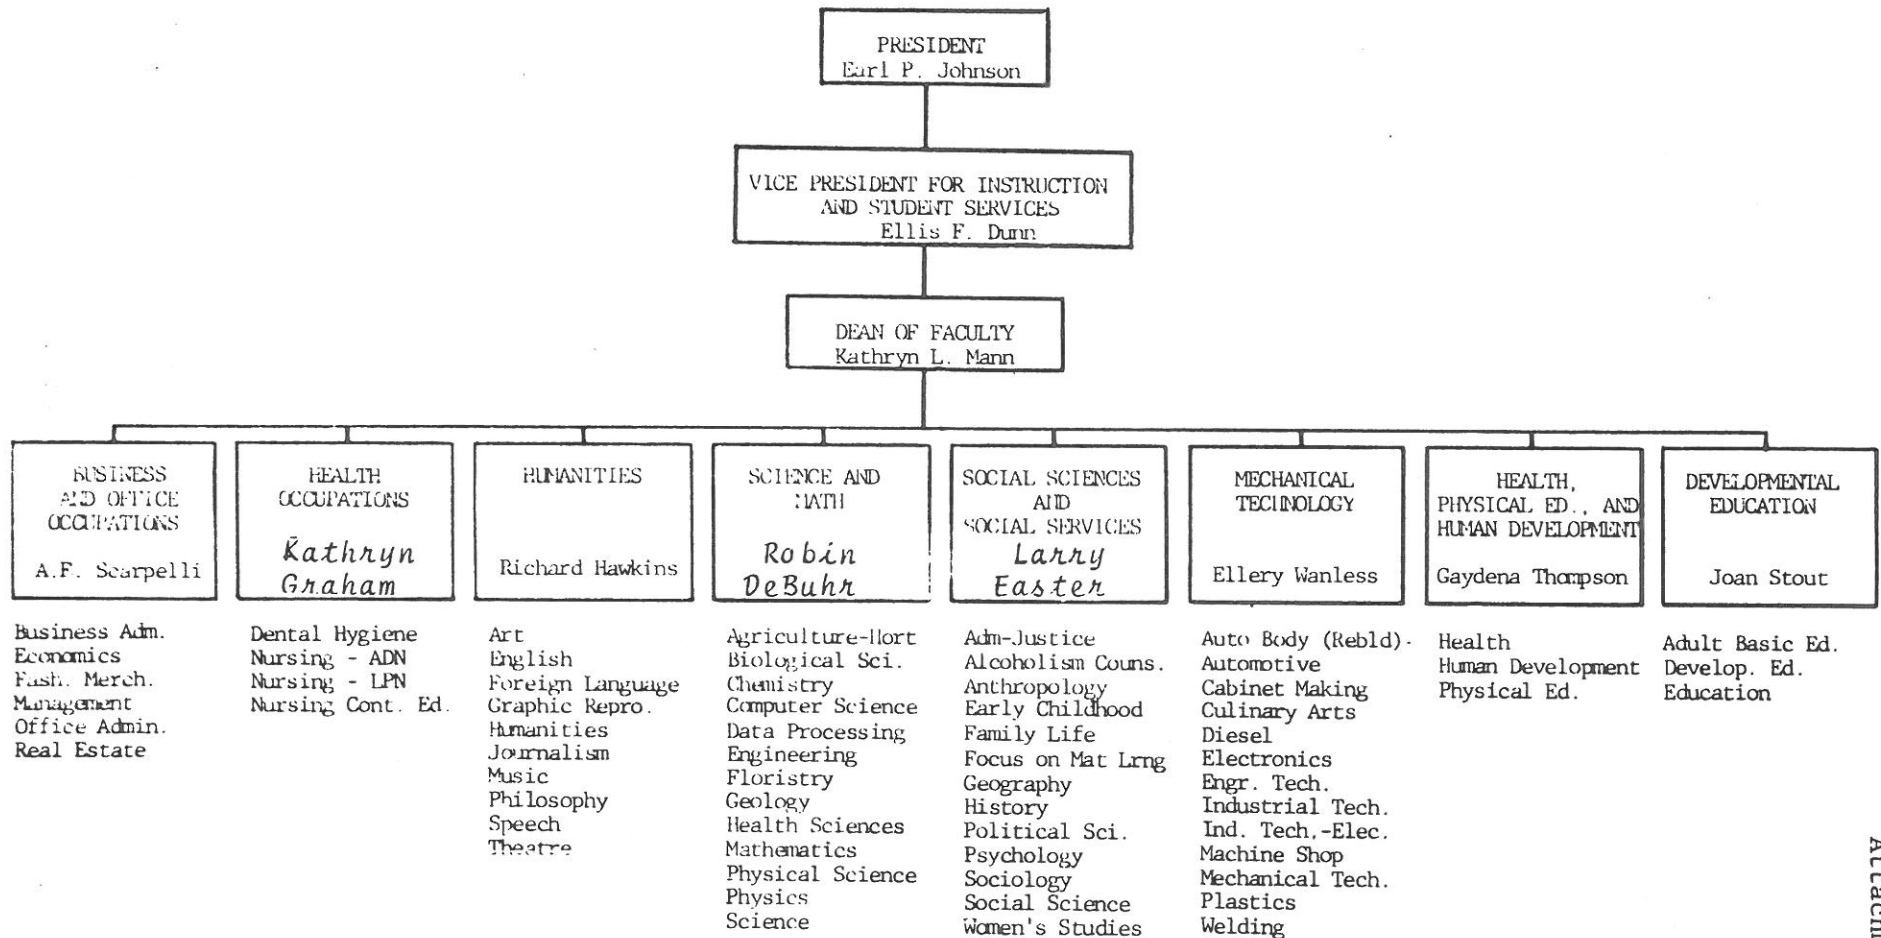 PRESIDENT
Earl P. Johnson
VICE PRESIDENT FOR INSTRUCTION
AND STUDENT SERVICES
Ellis F. Dunn
DEAN OF FACULTY
Kathryn L. Mann
BUSINESS
AND OFFICE
OCCUPATIONS
A.F. Scarpelli
Business Adm.
Economics
Fash. Merch.
Management
Office Admin.
Real Estate
HEALTH
OCCUPATIONS
Kathryn
Graham
Dental Hygiene
Nursing - ADN
Nursing - LPN
Nursing Cont. Ed.
HUMANITIES
Richard Hawkins
Art
English
Foreign Language
Graphic Repro.
Humanities
Journalism
Music
Philosophy
Speech
Theatre
SCIENCE AND
MATH
Robin
DeBuhr
Agriculture-Hort
Biological Sci.
Chemistry
Computer Science
Data Processing
Engineering
Floristry
Geology
Health Sciences
Mathematics
Physical Science
Physics
Science
SOCIAL SCIENCES
AND
SOCIAL SERVICES
Larry
Easter
Adm-Justice
Alcoholism Couns.
Anthropology
Early Childhood
Family Life
Focus on Mat Lrng
Geography
History
Political Sci.
Psychology
Sociology
Social Science
Women's Studies
MECHANICAL
TECHNOLOGY
Ellery Wanless
Auto Body (Rebld).
Automotive
Cabinet Making
Culinary Arts
Diesel
Electronics
Engr. Tech.
Industrial Tech.
Ind. Tech.-Elec.
Machine Shop
Mechanical Tech.
Plastics
Welding
HEALTH,
PHYSICAL ED., AND
HUMAN DEVELOPMENT
Gaydena Thompson
Health
Human Development
Physical Ed.
DEVELOPMENTAL
EDUCATION
Joan Stout
Adult Basic Ed.
Develop. Ed.
Education